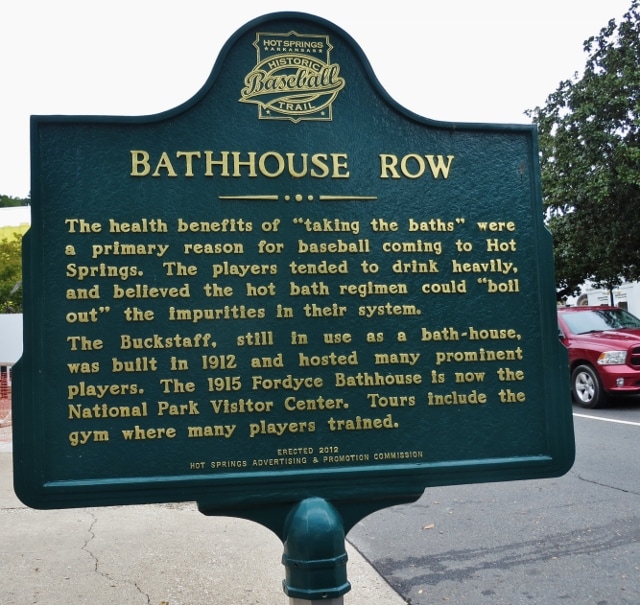 HOT SPRINGS
ARKANSAS
HISTORIC
Baseball
TRAIL
BATHHOUSE ROW
The health benefits of "taking the baths" were
a primary reason for baseball coming to Hot
Springs. The players tended to drink heavily,
and believed the hot bath regimen could "boil
out" the impurities in their system.
The Buckstaff, still in use as a bath-house,
was built in 1912 and hosted many prominent
players. The 1915 Fordyce Bathhouse is now the
National Park Visitor Center. Tours include the
gym where many players trained.
ERECTED 2012
HOT SPRINGS ADVERTISING & PROMOTION COMMISSION